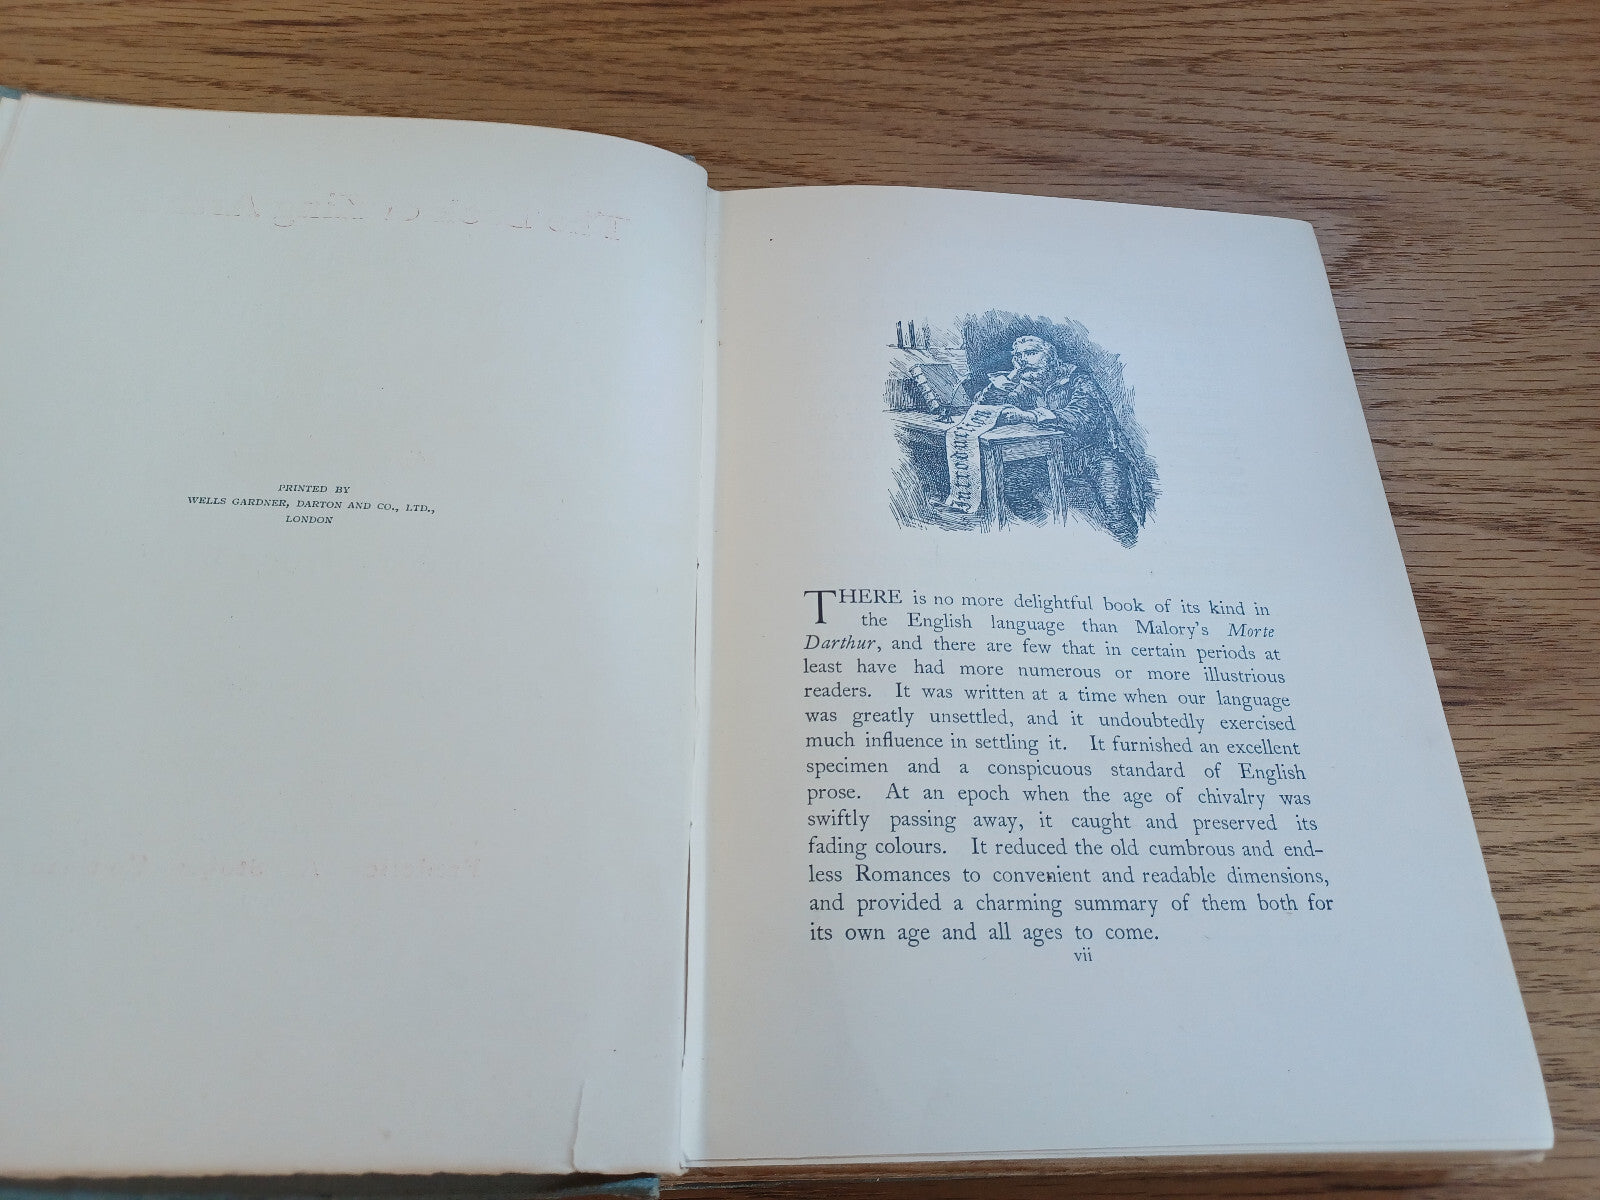 PRINTED BY
WELLS GARDNER, DARTON AND CO., LTD.,
LONDON
Introduction
THERE is no more delightful book of its kind in
the English language than Malory's Morte
Darthur, and there are few that in certain periods at
least have had more numerous or more illustrious
readers. It was written at a time when our language
was greatly unsettled, and it undoubtedly exercised
much influence in settling it. It furnished an excellent
specimen and a conspicuous standard of English
prose. At an epoch when the age of chivalry was
swiftly passing away, it caught and preserved its
fading colours. It reduced the old cumbrous and end-
less Romances to convenient and readable dimensions,
and provided a charming summary of them both for
its own age and all ages to come.
vii